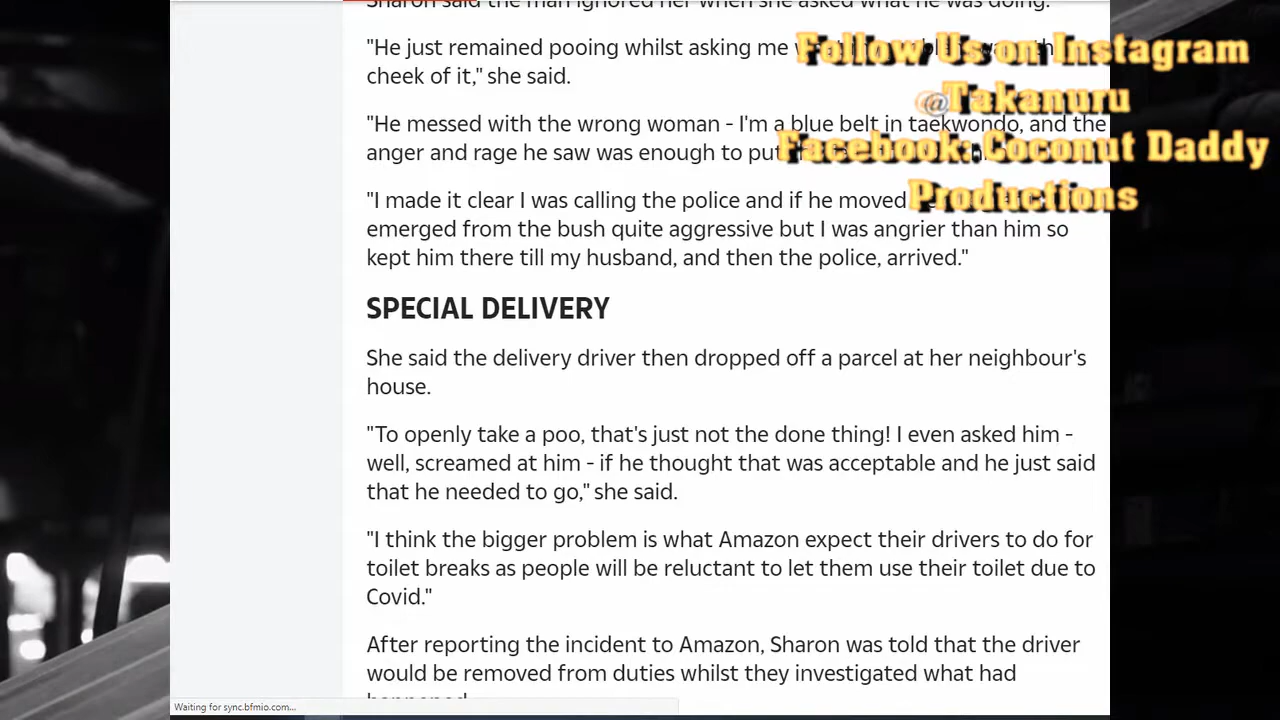 Sharon said the man ignored her when she asked what he was doing.
"He just remained pooing whilst asking me
cheek of it," she said.
"He messed with the wrong woman - I'm a blue belt in taekwondo, and the
anger and rage he saw was enough to put
"I made it clear I was calling the police and if he moved
emerged from the bush quite aggressive but I was angrier than him so
kept him there till my husband, and then the police, arrived."
SPECIAL DELIVERY
She said the delivery driver then dropped off a parcel at her neighbour's
house.
"To openly take a poo, that's just not the done thing! I even asked him -
well, screamed at him - if he thought that was acceptable and he just said
that he needed to go," she said.
"I think the bigger problem is what Amazon expect their drivers to do for
toilet breaks as people will be reluctant to let them use their toilet due to
Covid."
After reporting the incident to Amazon, Sharon was told that the driver
would be removed from duties whilst they investigated what had
happened.
Waiting for sync.bfmio.com...
Follow Us on Instagram
@Takanuru
Facebook: Coconut Daddy
Productions